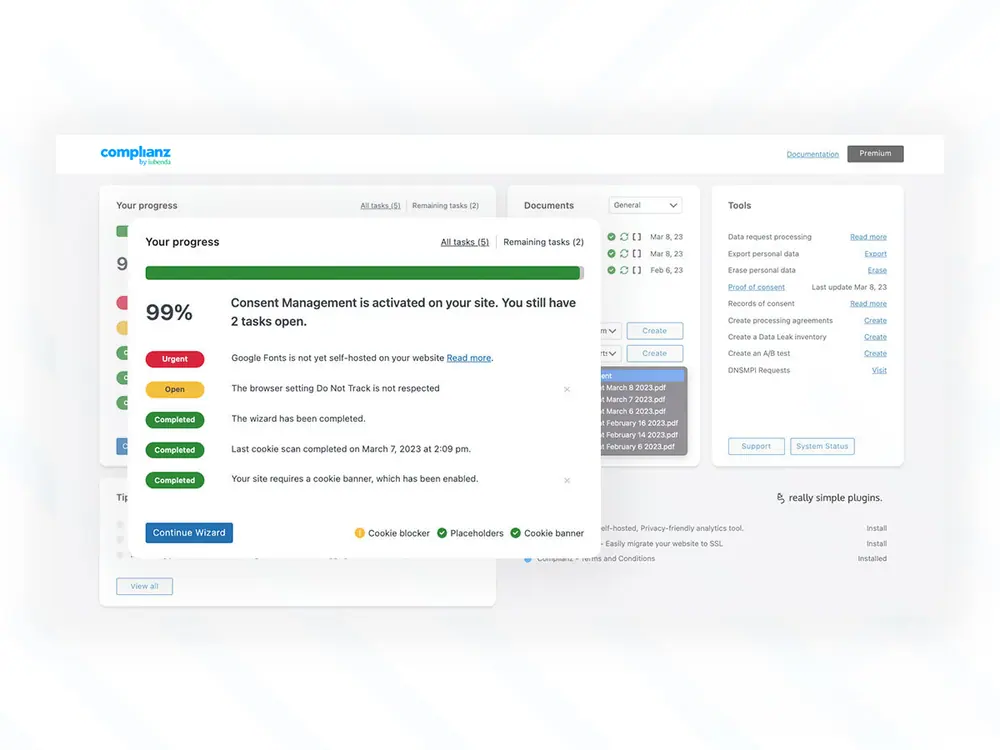 complianz
by iubenda
Documentation
Premium
Your progress
All tasks (5)
Remaining tasks (2)
Your progress
All tasks (5)
Remaining tasks (2)
99%
Consent Management is activated on your site. You still have
2 tasks open.
Urgent
Google Fonts is not yet self-hosted on your website Read more.
Open
The browser setting Do Not Track is not respected
Completed
The wizard has been completed.
Completed
Last cookie scan completed on March 7, 2023 at 2:09 pm.
Completed
Your site requires a cookie banner, which has been enabled.
Continue Wizard
Cookie blocker
Placeholders
Cookie banner
View all
Documents
General
Mar 8, 23
Mar 8, 23
Feb 6, 23
Create
Create
March 8 2023.pdf
March 7 2023.pdf
March 6 2023.pdf
February 16 2023.pdf
February 14 2023.pdf
February 6 2023.pdf
Tools
Data request processing Read more
Export personal data Export
Erase personal data Erase
Proof of consent Last update Mar 8, 23
Records of consent Read more
Create processing agreements Create
Create a Data Leak inventory Create
Create an A/B test Create
DNSMPI Requests Visit
Support
System Status
really simple plugins.
elf-hosted, Privacy-friendly analytics tool. Install
- Easily migrate your website to SSL Install
Complianz - Terms and Conditions Installed